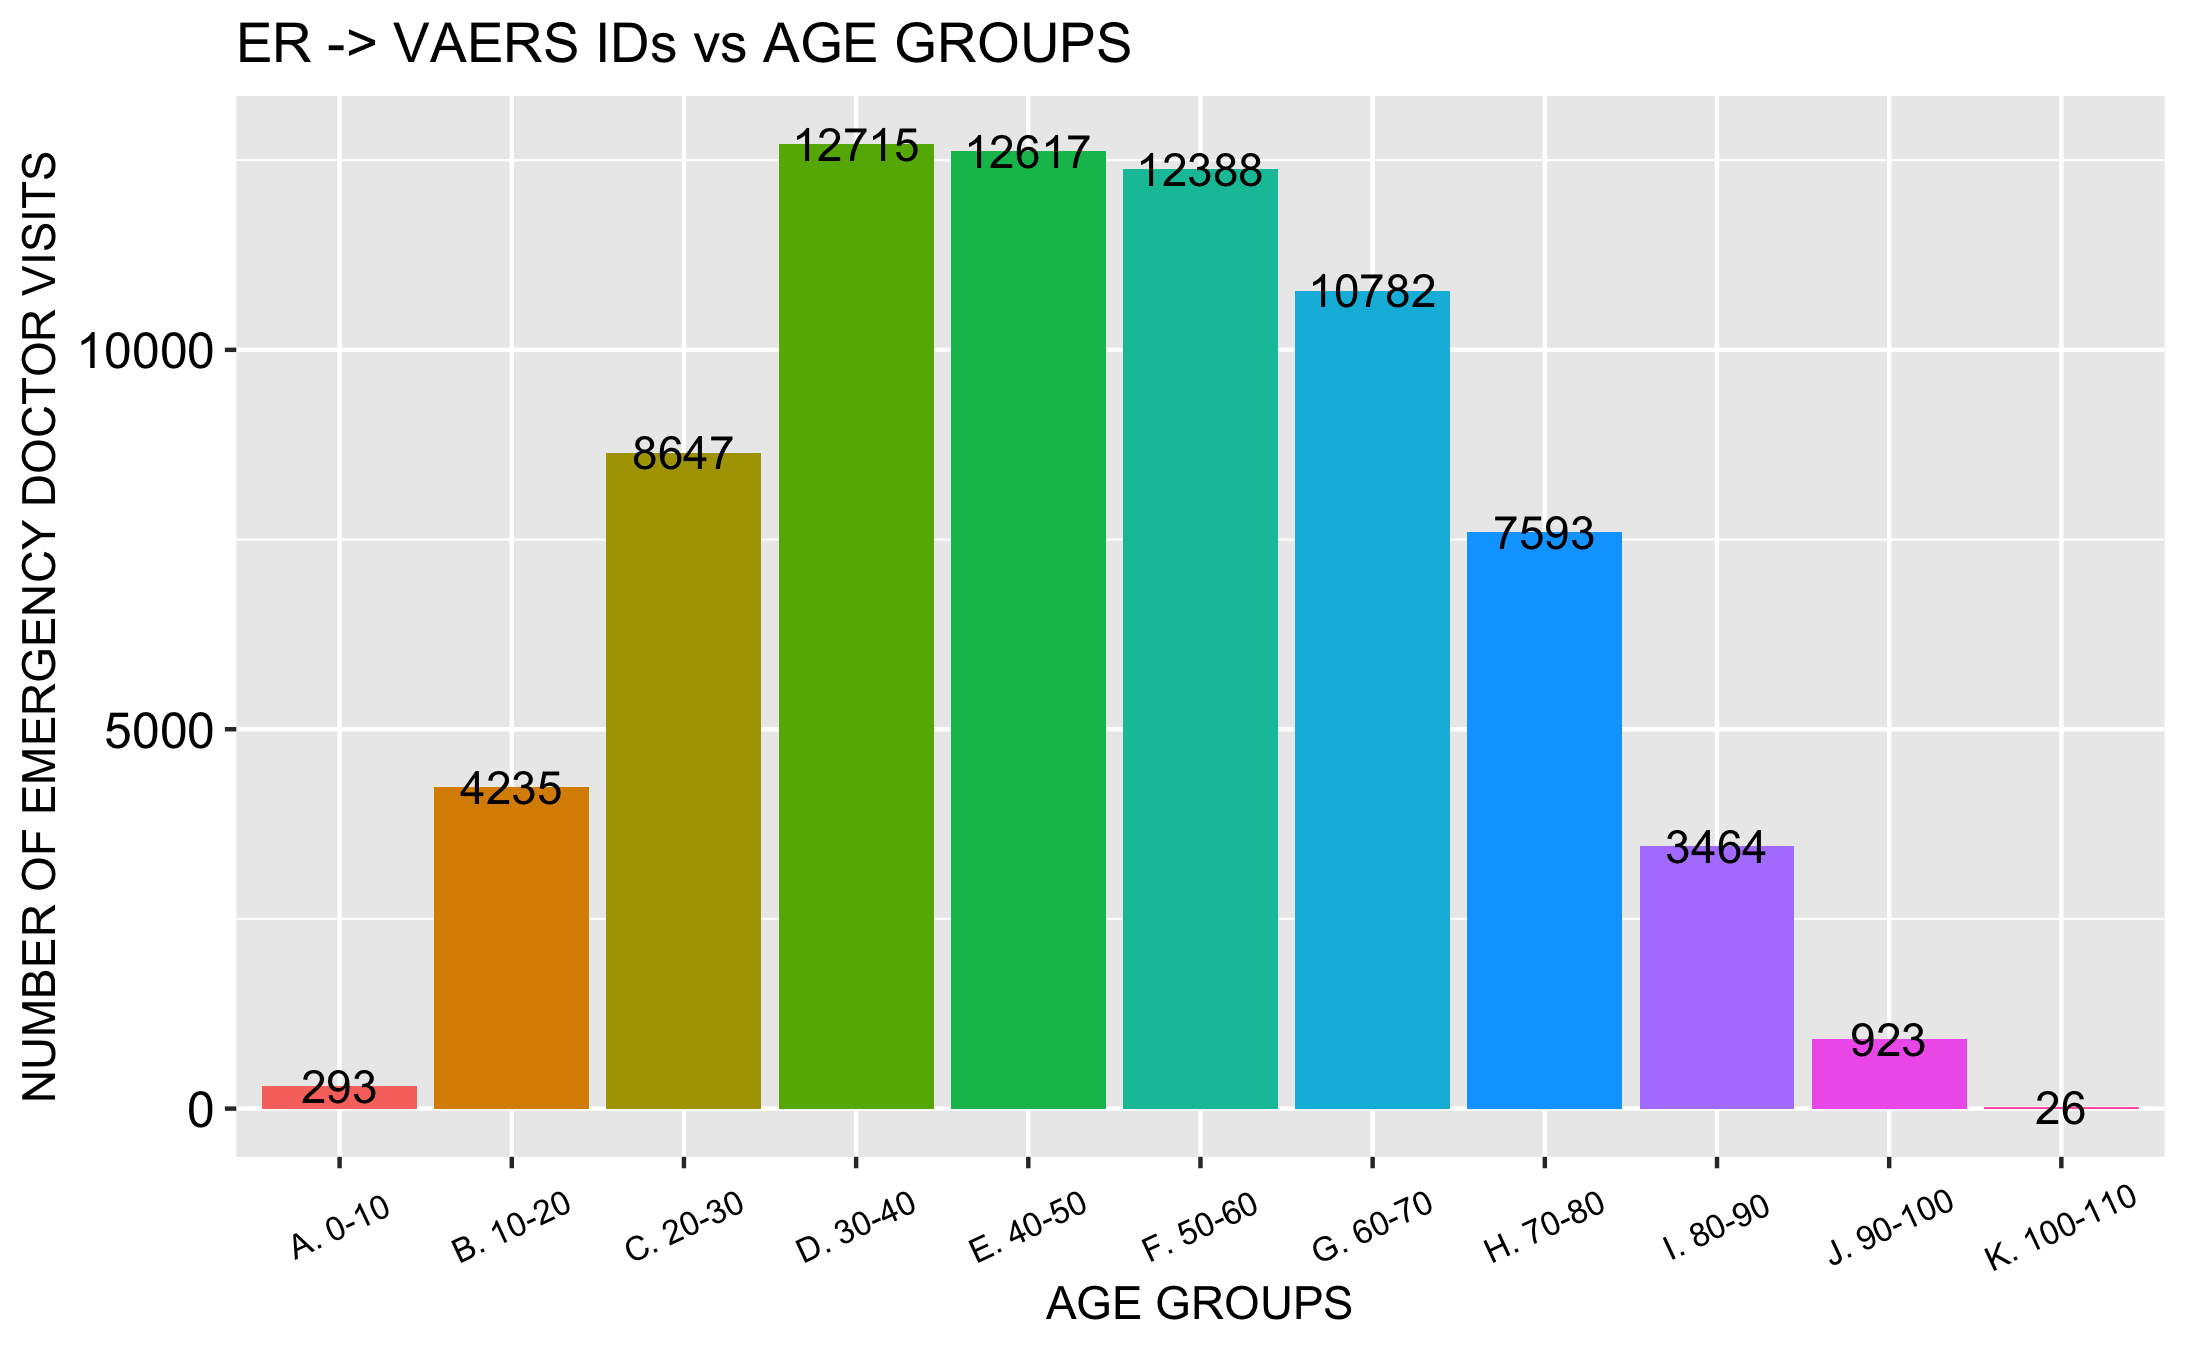 ER -> VAERS IDs vs AGE GROUPS
NUMBER OF EMERGENCY DOCTOR VISITS
10000
5000
0
293
4235
8647
12715
12617
12388
10782
7593
3464
923
26
A. 0-10
B. 10-20
C. 20-30
D. 30-40
E. 40-50
F. 50-60
G. 60-70
H. 70-80
I. 80-90
J. 90-100
K. 100-110
AGE GROUPS